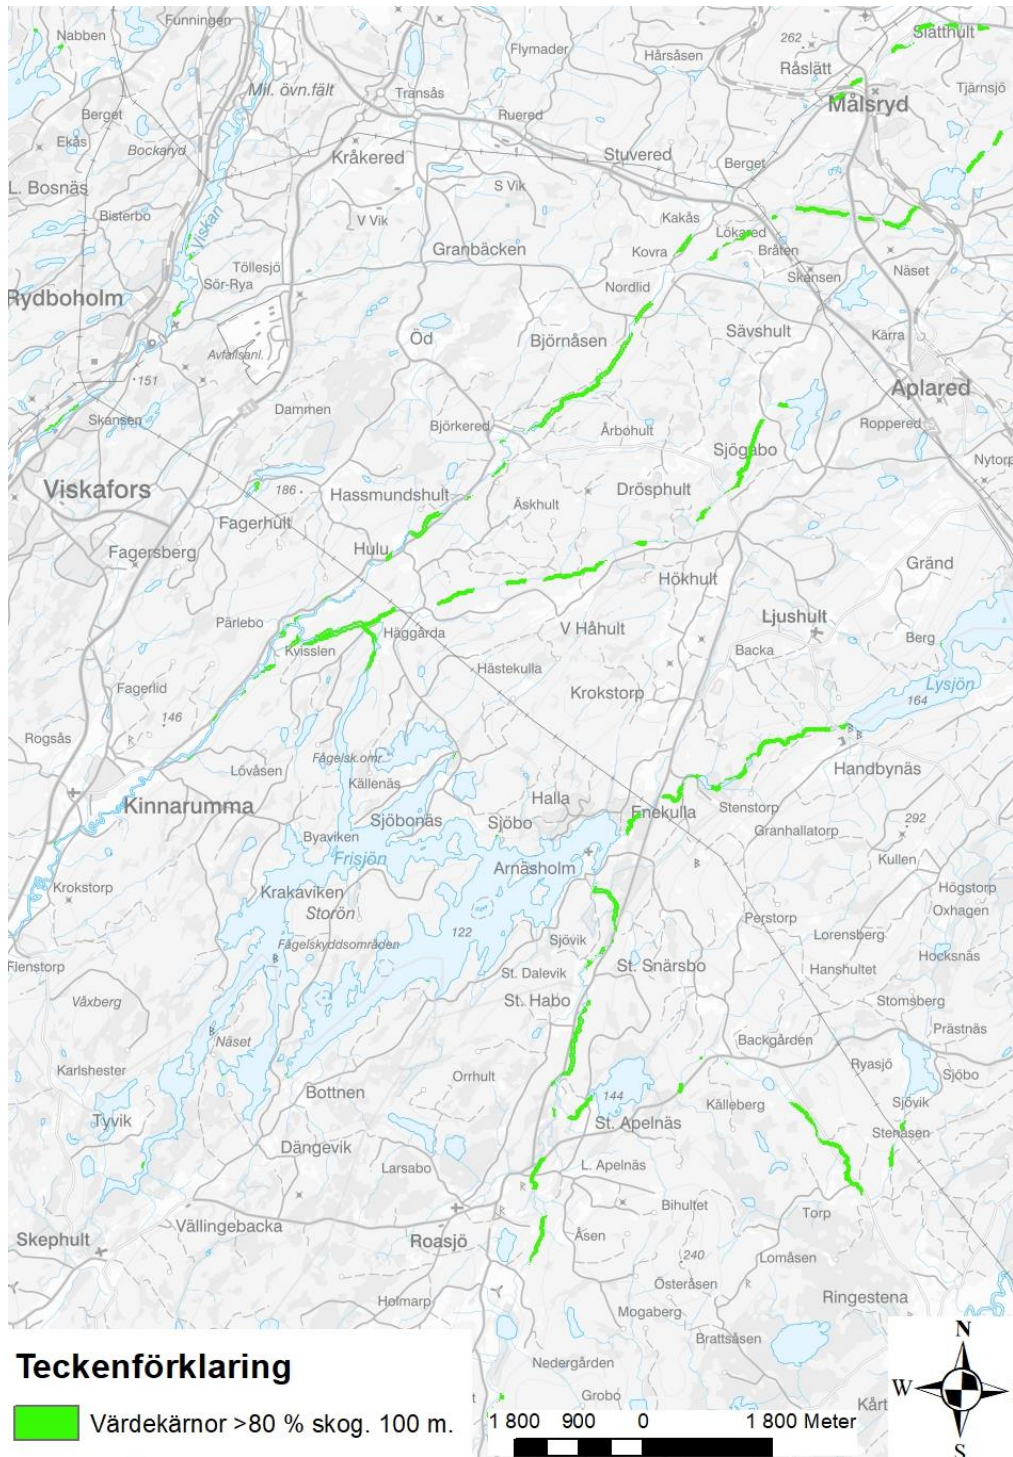 Funningen
Nabben
Flymader
Hårsåsen
262
Slätthult
Råslätt
Mil. övn.fält
Transås
Tjärnsjö
Berget
Ruered
Målsryd
Ekås
Bockaryd
Kråkered
Stuvered
Berget
L. Bosnäs
S Vik
Bisterbo
V Vik
Kakås
Viskan
Lökared
Granbäcken
Kovra
Bråten
Töllesjö
Skansen
Näset
Sör-Rya
Nordlid
Rydboholm
Sävshult
Öd
Björnåsen
Kärra
Avfallsanl.
151
Aplared
Dammen
Skansen
Björkered
Årbohult
Roppered
Sjögabo
Nytorp
Viskafors
186
Hassmundshult
Drösphult
Äskhult
Fagerhult
Fagersberg
Hulu
Gränd
Hökhult
Pärlebo
Ljushult
V Håhult
Häggårda
Berg
Kvisslen
Backa
Hästekulla
Fagerlid
Krokstorp
Lysjön
164
146
Rogsås
Fågelsk.omr
Lövåsen
Källenäs
Handbynäs
Kinnarumma
Halla
Stenstorp
Enekulla
Sjöbonäs
Sjöbo
292
Byaviken
Granhallatorp
Frisjön
Kullen
Arnäsholm
Krokstorp
Krakaviken
Högstorp
Storön
Oxhagen
Perstorp
122
Lorensberg
Fågelskyddsområden
Sjövik
Hocksnäs
Flenstorp
St. Dalevik
St. Snärsbo
Hanshultet
Växberg
St. Habo
Stomsberg
Näset
Backgården
Prästnäs
Karlshester
Orrhult
Ryasjö
Sjöbo
Bottnen
144
Källeberg
Sjövik
Tyvik
St. Apelnäs
Stenåsen
Dängevik
Larsabo
L. Apelnäs
Bihultet
Torp
Vällingebacka
Skephult
Roasjö
Åsen
240
Lomåsen
Österåsen
Holmarp
Ringestena
Mogaberg
Brattsåsen
Nedergården
Grobo
Teckenförklaring
Värdekärnor >80 % skog. 100 m.
1 800 900 0 1 800 Meter
N
W E
S